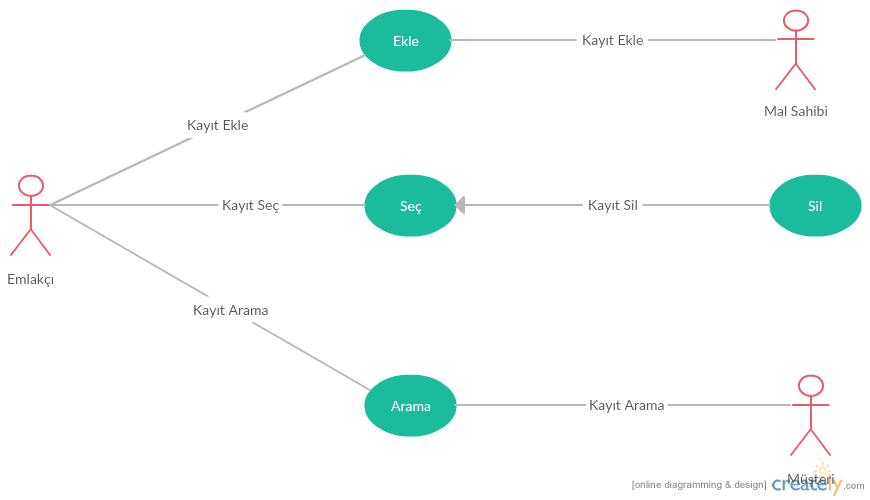 Ekle
Kayıt Ekle
Mal Sahibi
Kayıt Ekle
Kayıt Seç
Seç
Kayıt Sil
Sil
Emlakçı
Kayıt Arama
Arama
Kayıt Arama
Müşteri
[online diagramming & design] creately.com